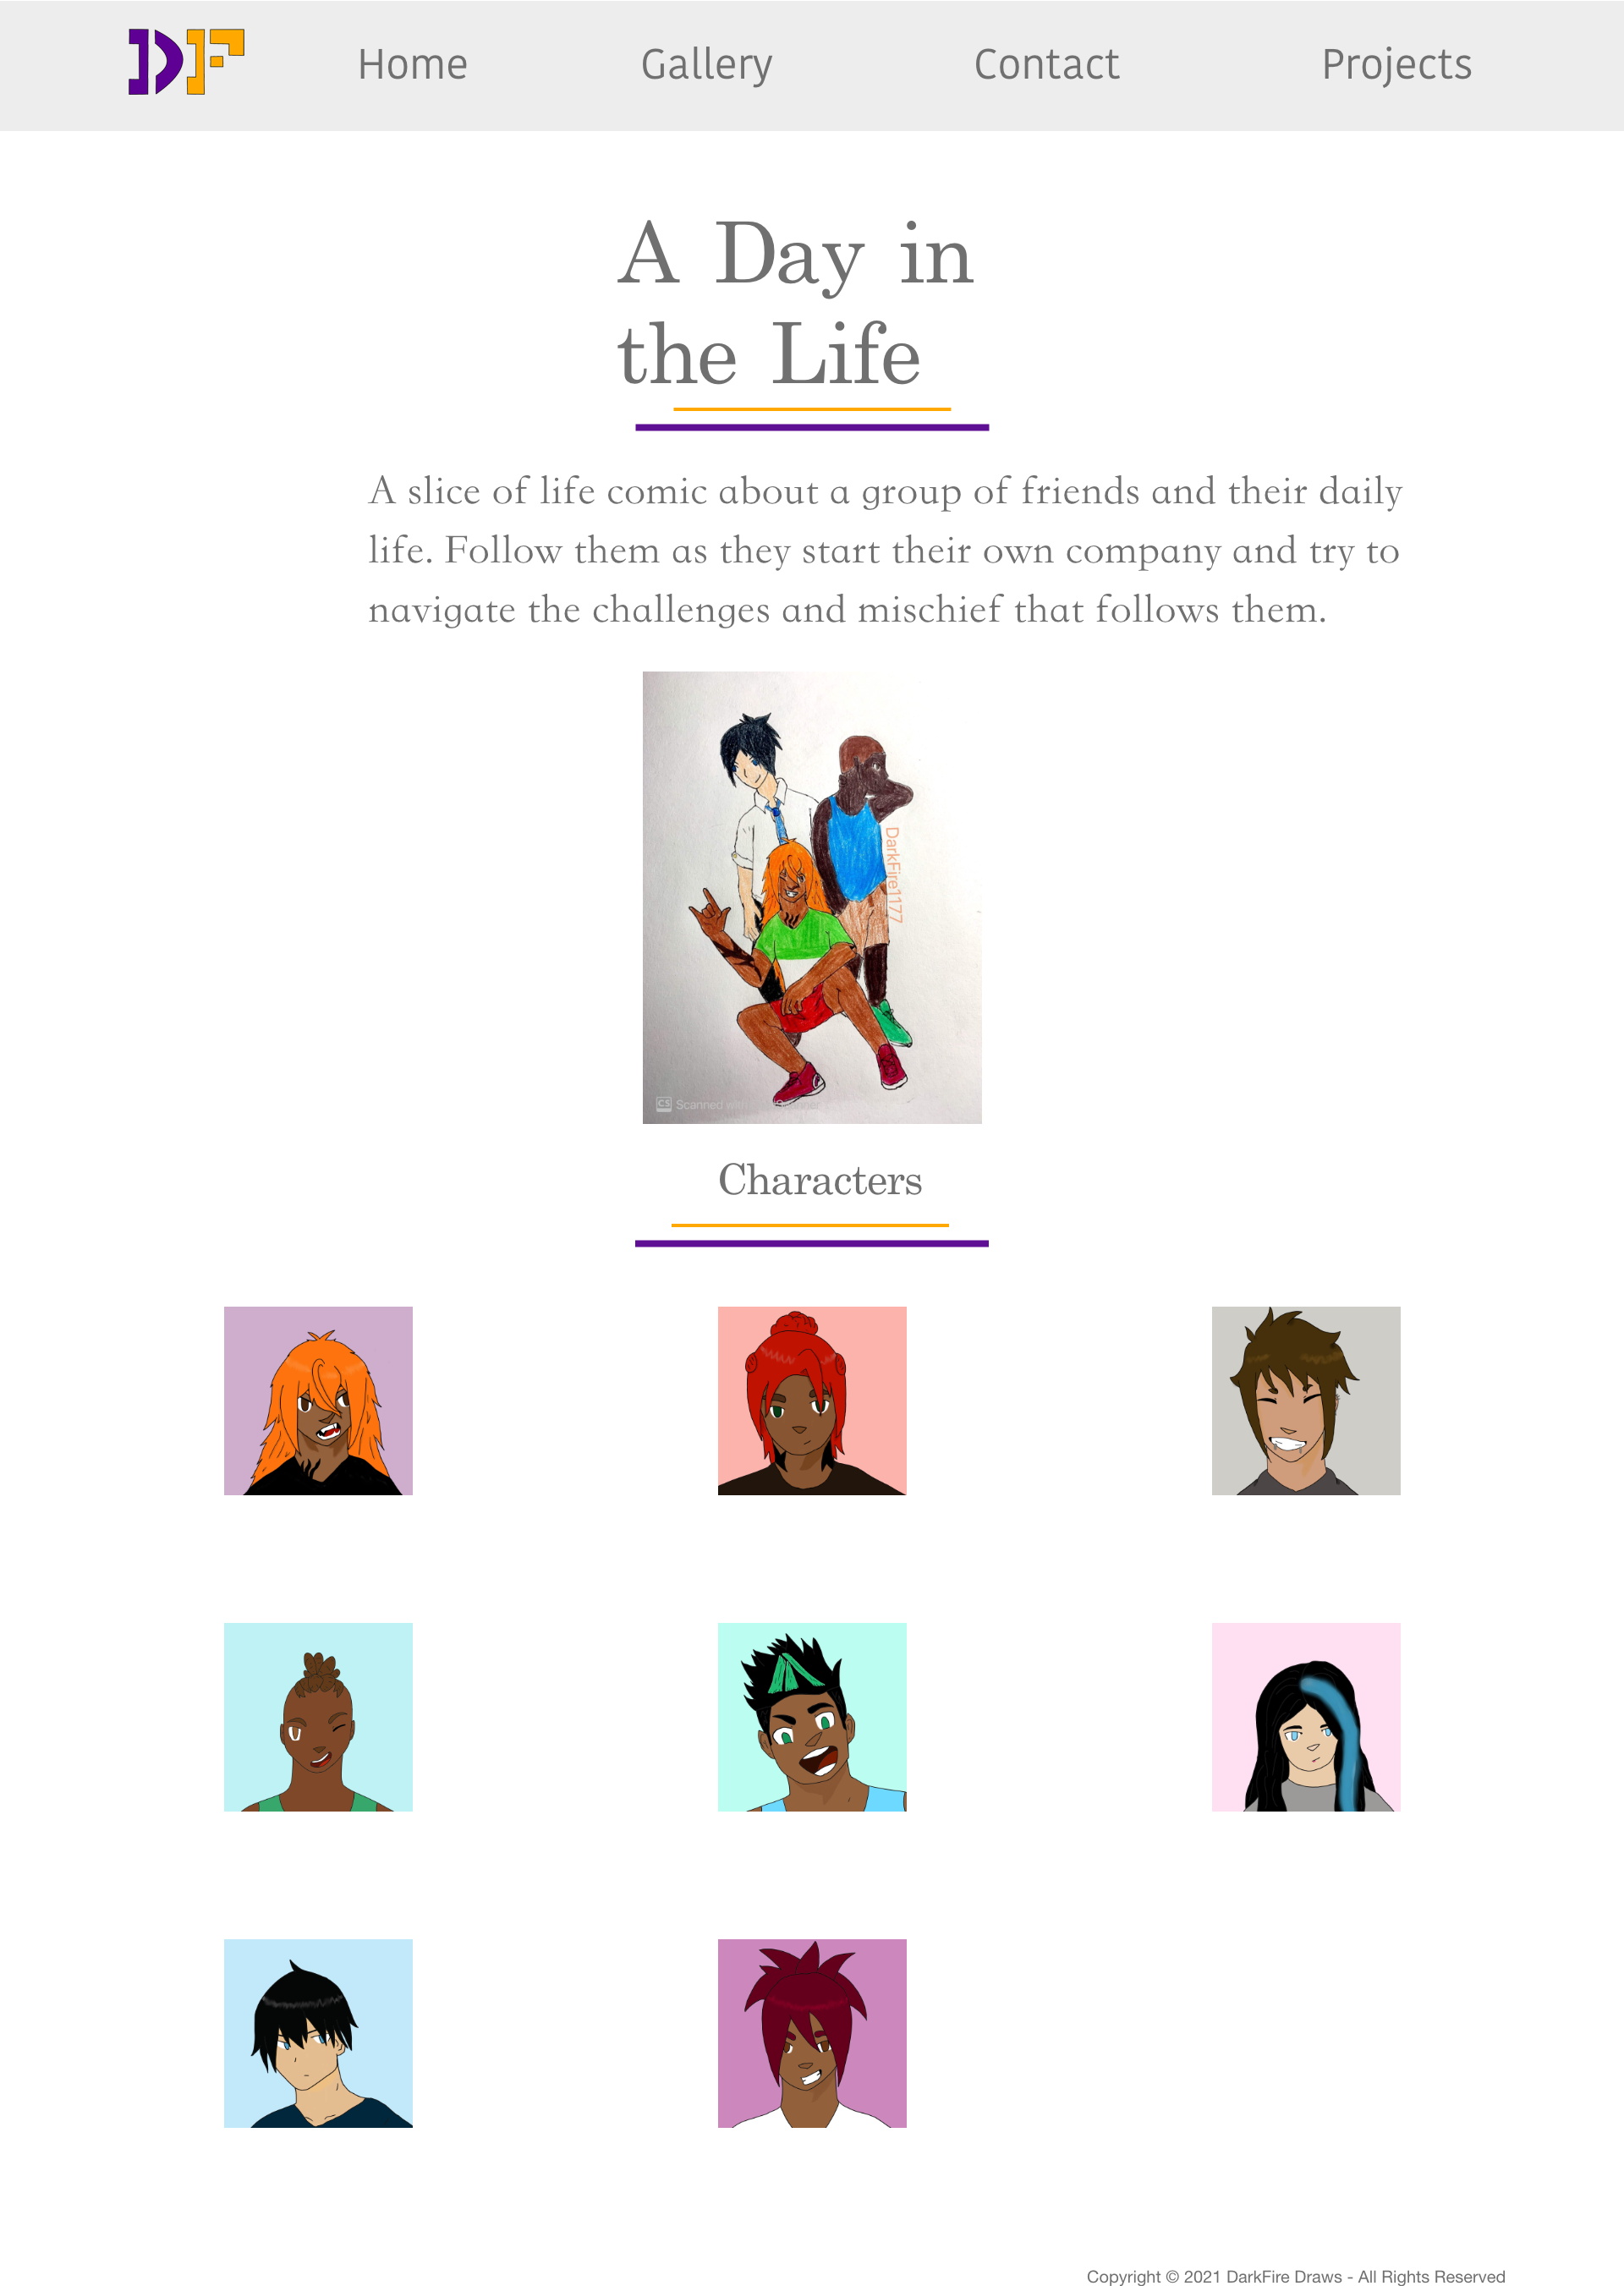 DF
Home Gallery Contact Projects
A Day in
the Life
A slice of life comic about a group of friends and their daily
life. Follow them as they start their own company and try to
navigate the challenges and mischief that follows them.
DarkFire1177
CS Scanned with
Characters
Copyright © 2021 DarkFire Draws - All Rights Reserved